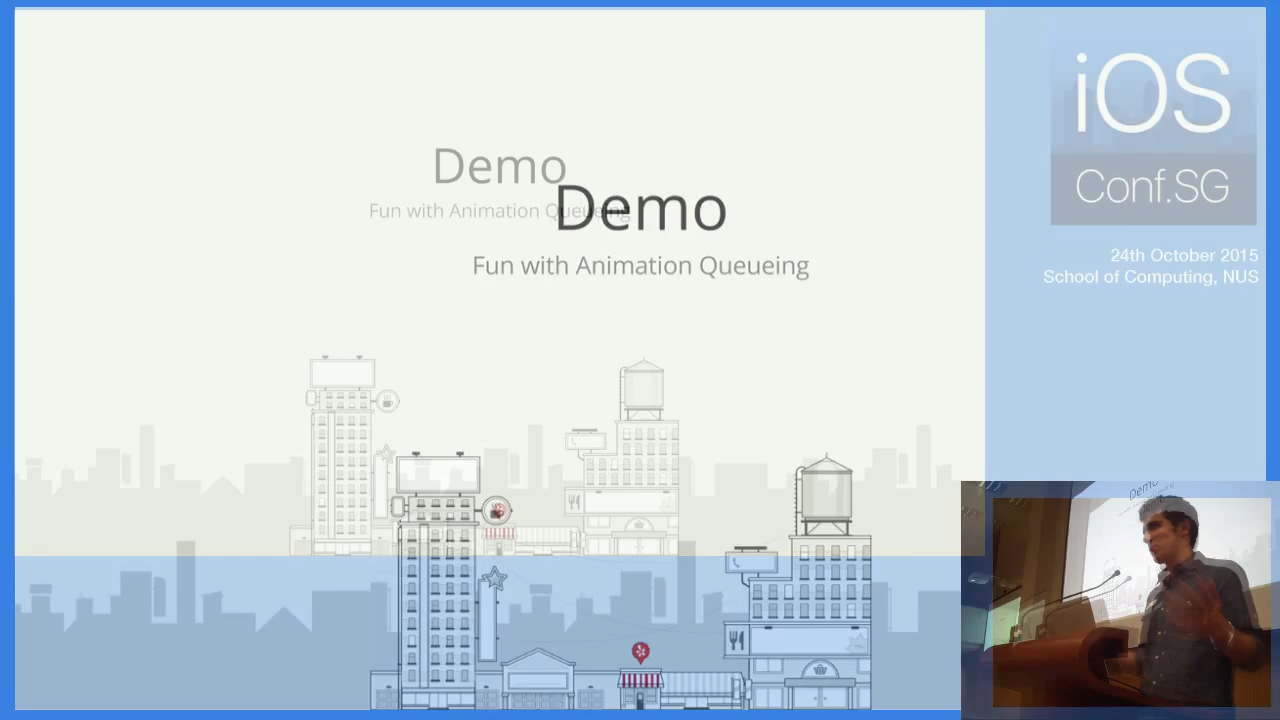 Demo
Fun with Animation Queueing
Demo
Fun with Animation Queueing
iOS
Conf.SG
24th October 2015
School of Computing, NUS
Demo